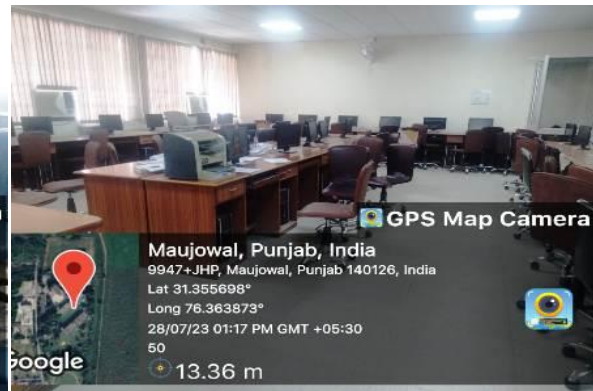 GPS Map Camera
Maujowal, Punjab, India
9947+JHP, Maujowal, Punjab 140126, India
Lat 31.355698°
Long 76.363873°
28/07/23 01:17 PM GMT +05:30
50
13.36 m
Google